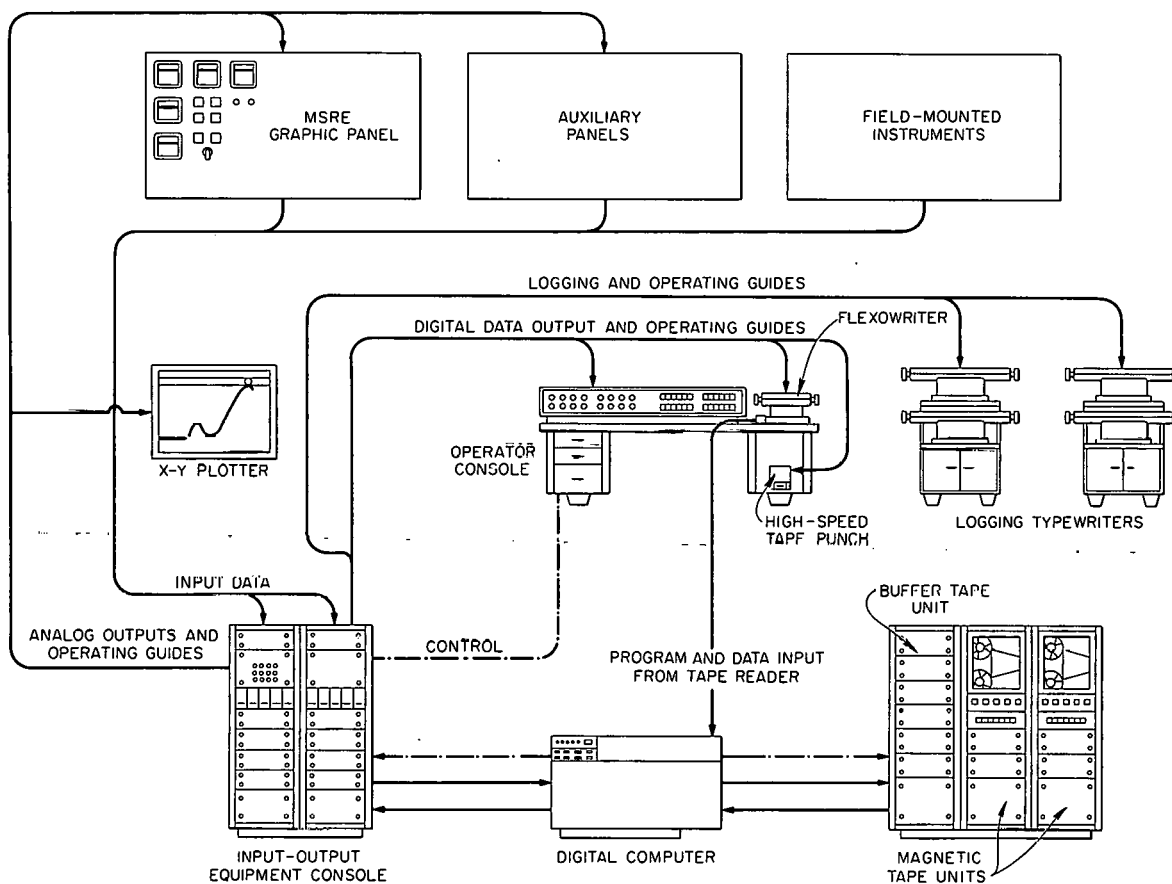 MSRE
GRAPHIC PANEL
AUXILIARY
PANELS
FIELD-MOUNTED
INSTRUMENTS
LOGGING AND OPERATING GUIDES
FLEXOWRITER
DIGITAL DATA OUTPUT AND OPERATING GUIDES
X-Y PLOTTER
OPERATOR
CONSOLE
HIGH-SPEED
TAPF PUNCH
LOGGING TYPEWRITERS
INPUT DATA
BUFFER TAPE
UNIT
ANALOG OUTPUTS AND
OPERATING GUIDES
CONTROL
PROGRAM AND DATA INPUT
FROM TAPE READER
INPUT-OUTPUT
EQUIPMENT CONSOLE
DIGITAL COMPUTER
MAGNETIC
TAPE UNITS